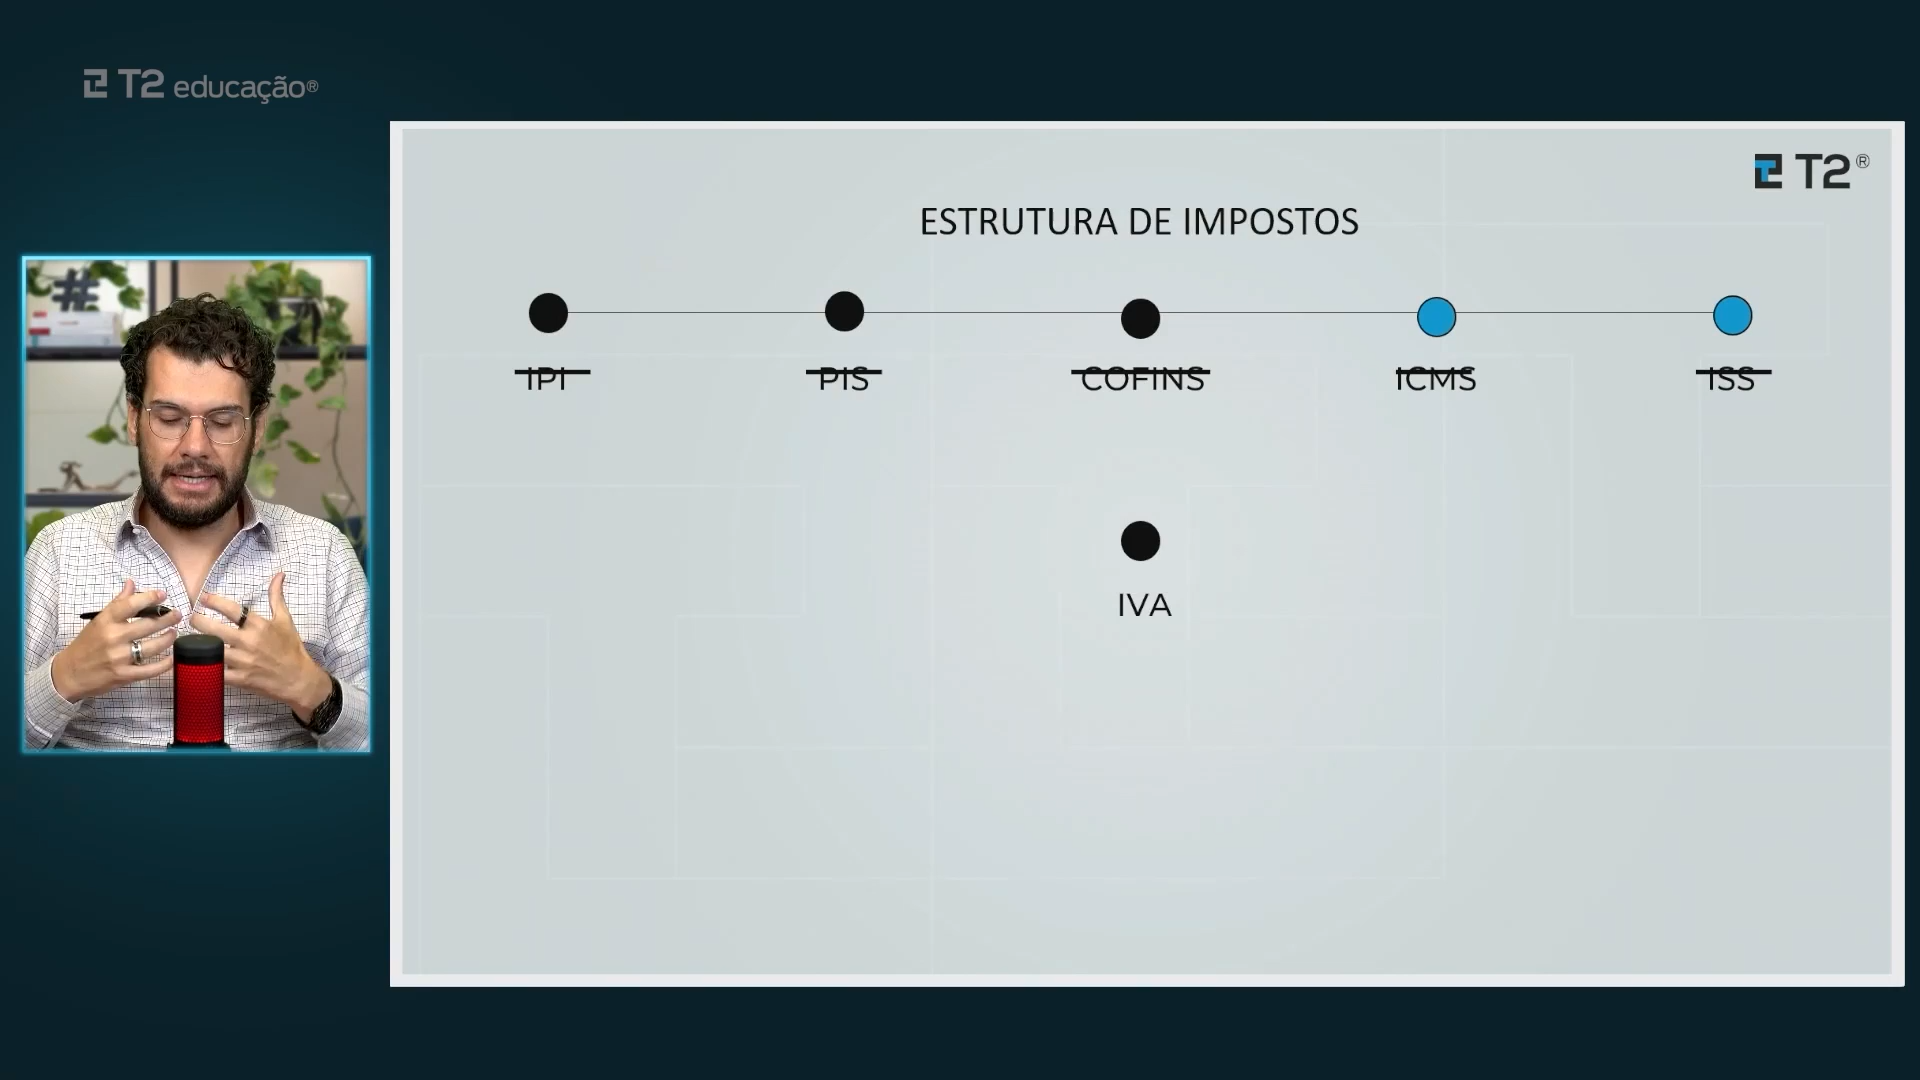 T2 educação®
T2®
ESTRUTURA DE IMPOSTOS
IPI PIS COFINS ICMS ISS
IVA